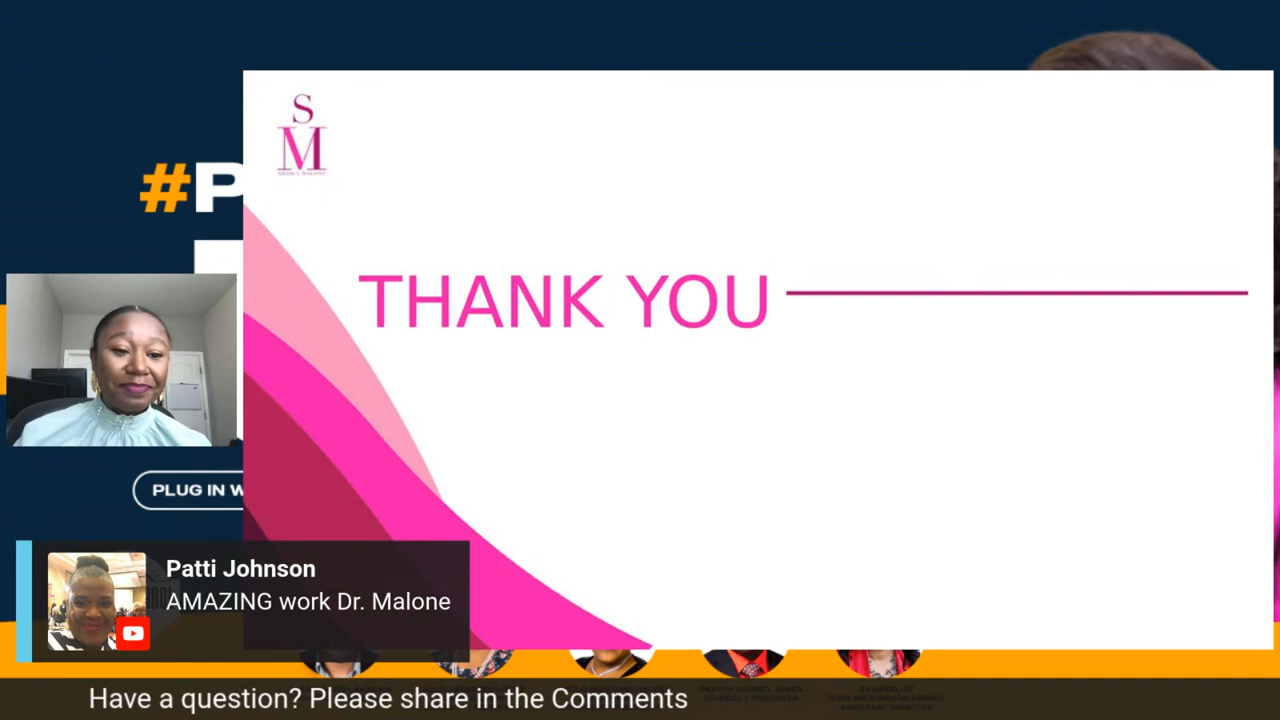 S
M
#P
THANK YOU
PLUG IN W
Patti Johnson
AMAZING work Dr. Malone
Have a question? Please share in the Comments